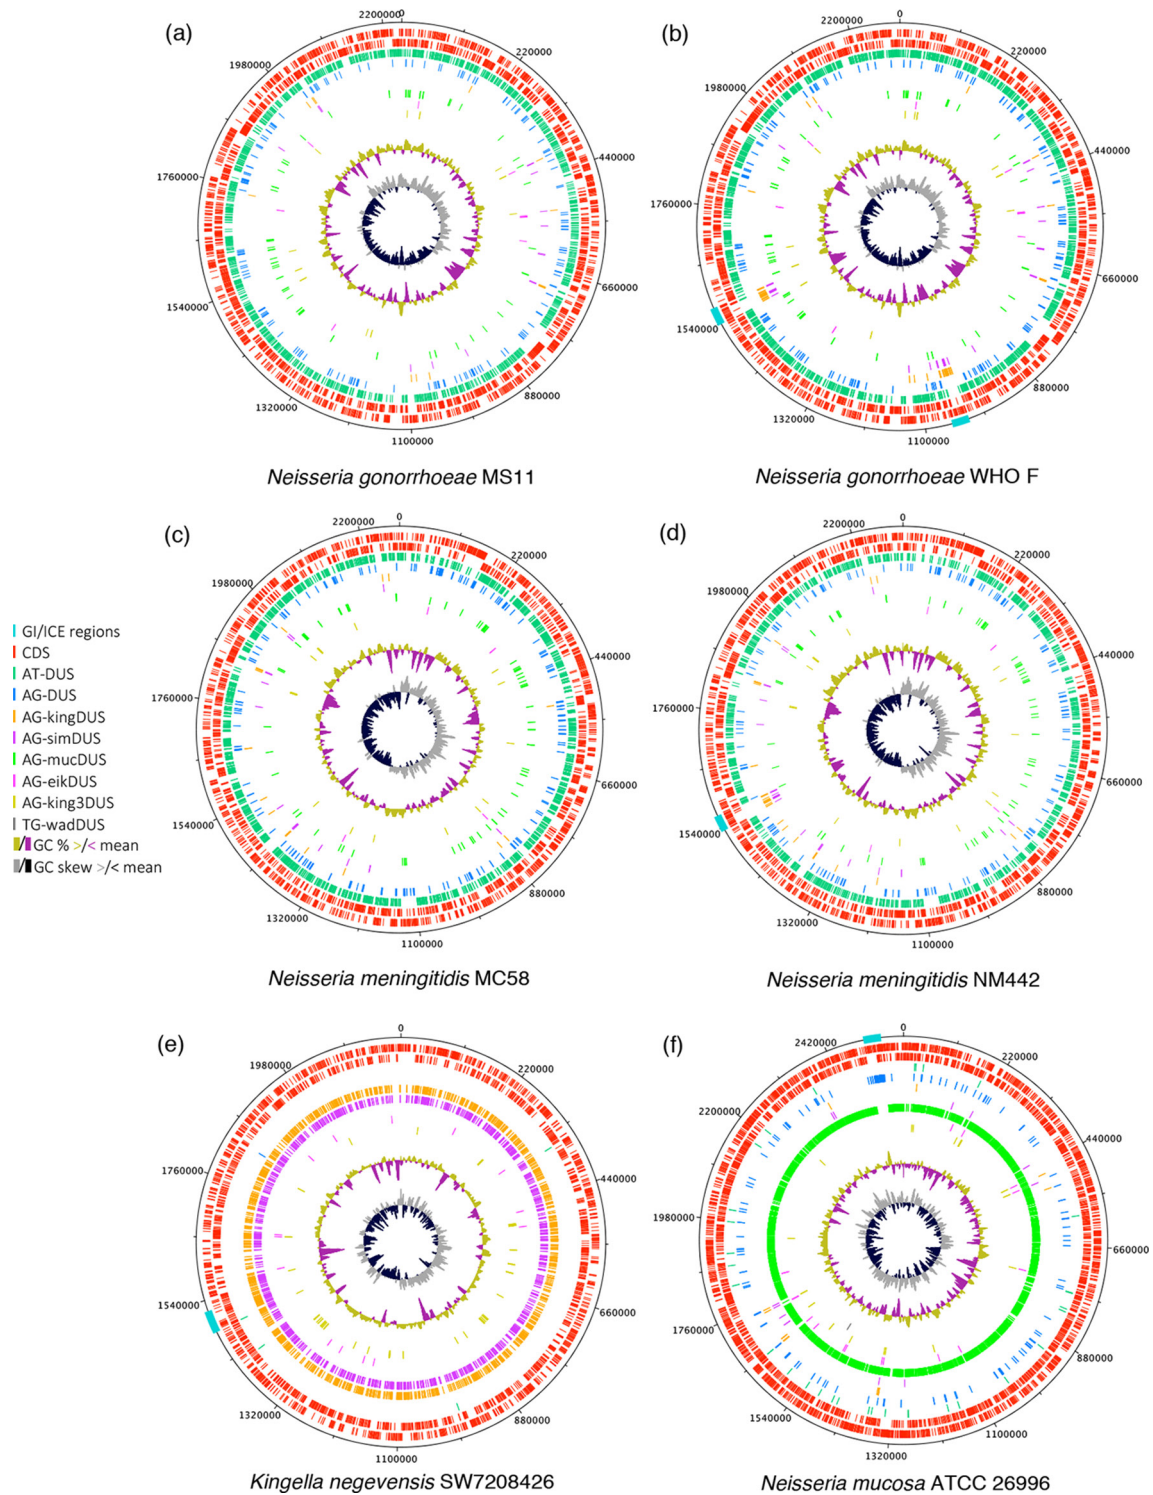 (a)
2200000
0
220000
440000
660000
880000
1100000
1320000
1540000
1760000
1980000
Neisseria gonorrhoeae MS11
(b)
2200000
0
220000
440000
660000
880000
1100000
1320000
1540000
1760000
1980000
Neisseria gonorrhoeae WHO F
(c)
2200000
0
220000
440000
660000
880000
1100000
1320000
1540000
1760000
1980000
Neisseria meningitidis MC58
(d)
2200000
0
220000
440000
660000
880000
1100000
1320000
1540000
1760000
1980000
Neisseria meningitidis NM442
GI/ICE regions
CDS
AT-DUS
AG-DUS
AG-kingDUS
AG-simDUS
AG-mucDUS
AG-eikDUS
AG-king3DUS
TG-wadDUS
/ GC % >/< mean
/ GC skew >/< mean
(e)
0
220000
440000
660000
880000
1100000
1320000
1540000
1760000
1980000
Kingella negevensis SW7208426
(f)
2420000
0
220000
440000
660000
880000
1100000
1320000
1540000
1760000
1980000
2200000
Neisseria mucosa ATCC 26996